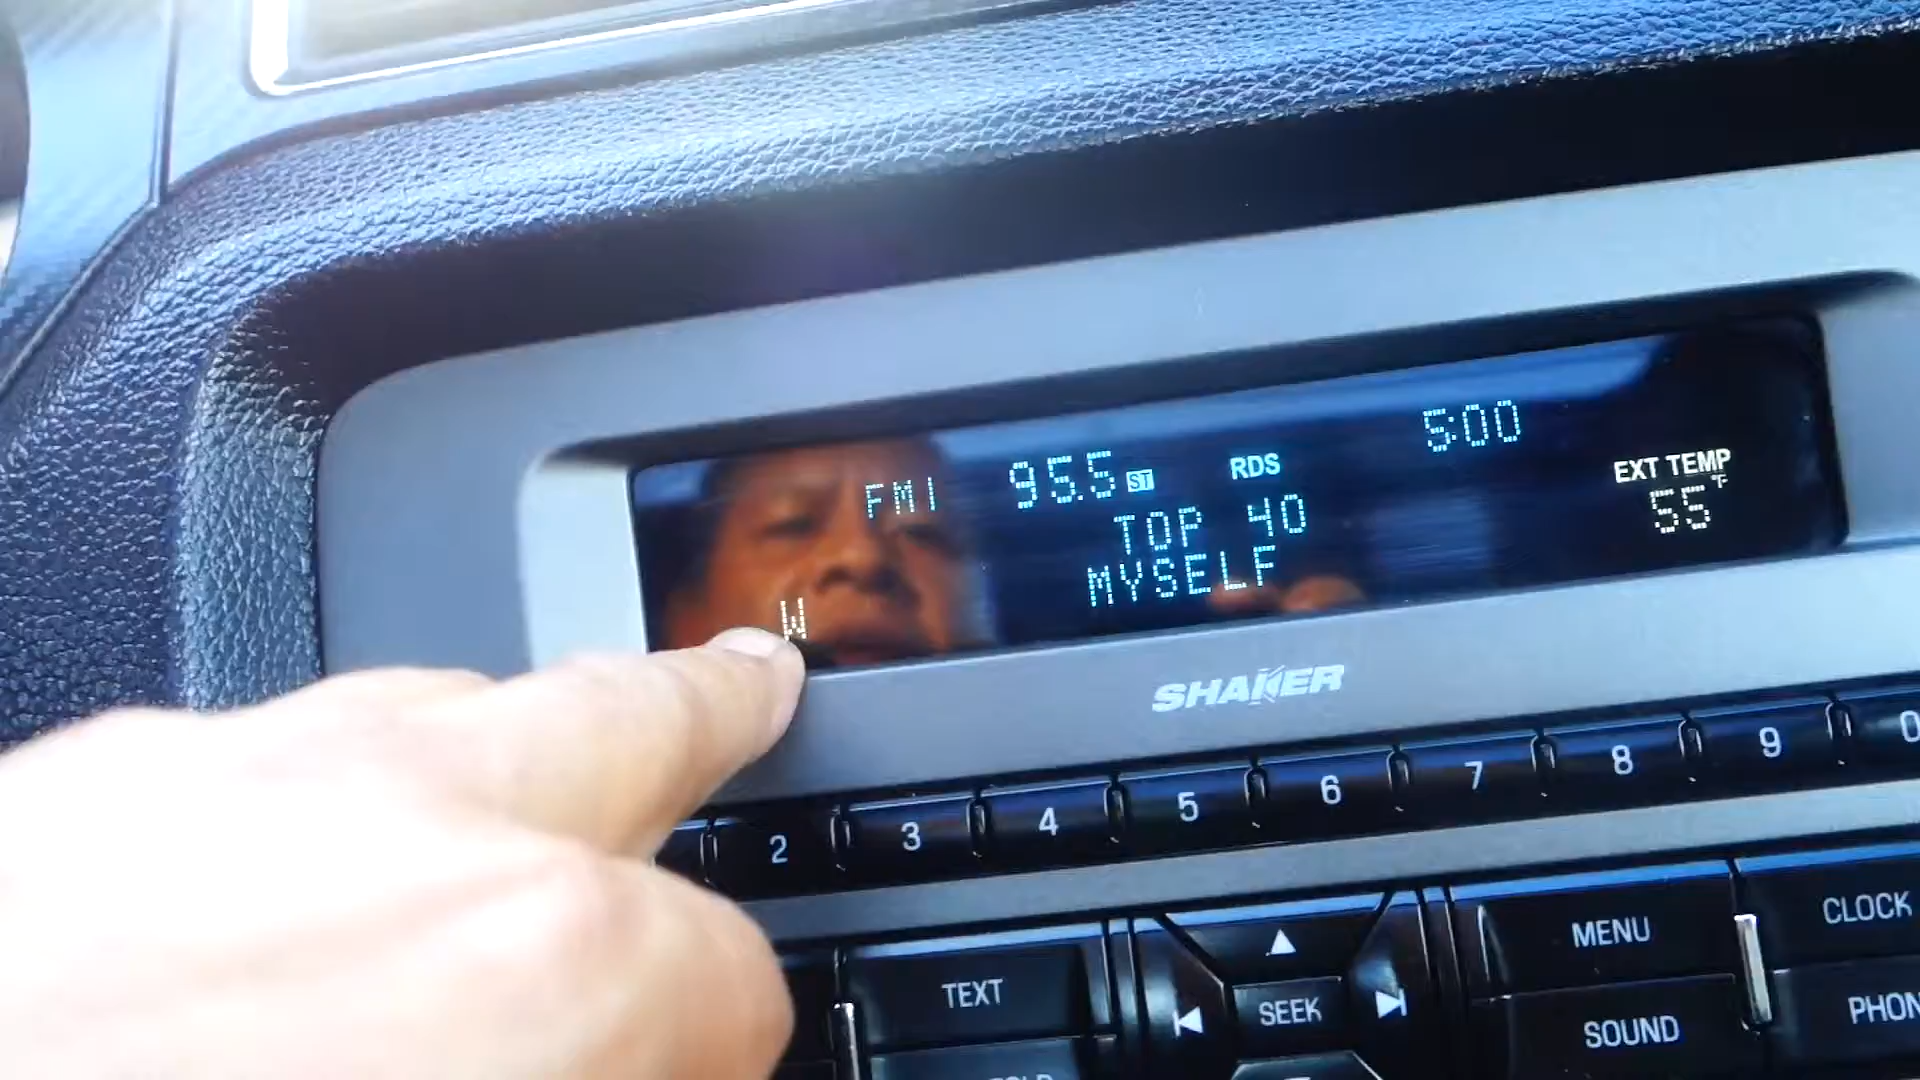 FM1 95.5 ST RDS 5:00
TOP 40
EXT TEMP
55°F
MYSELF
W
SHAKER
2 3 4 5 6 7 8 9 0
TEXT
SEEK
MENU
CLOCK
SOUND